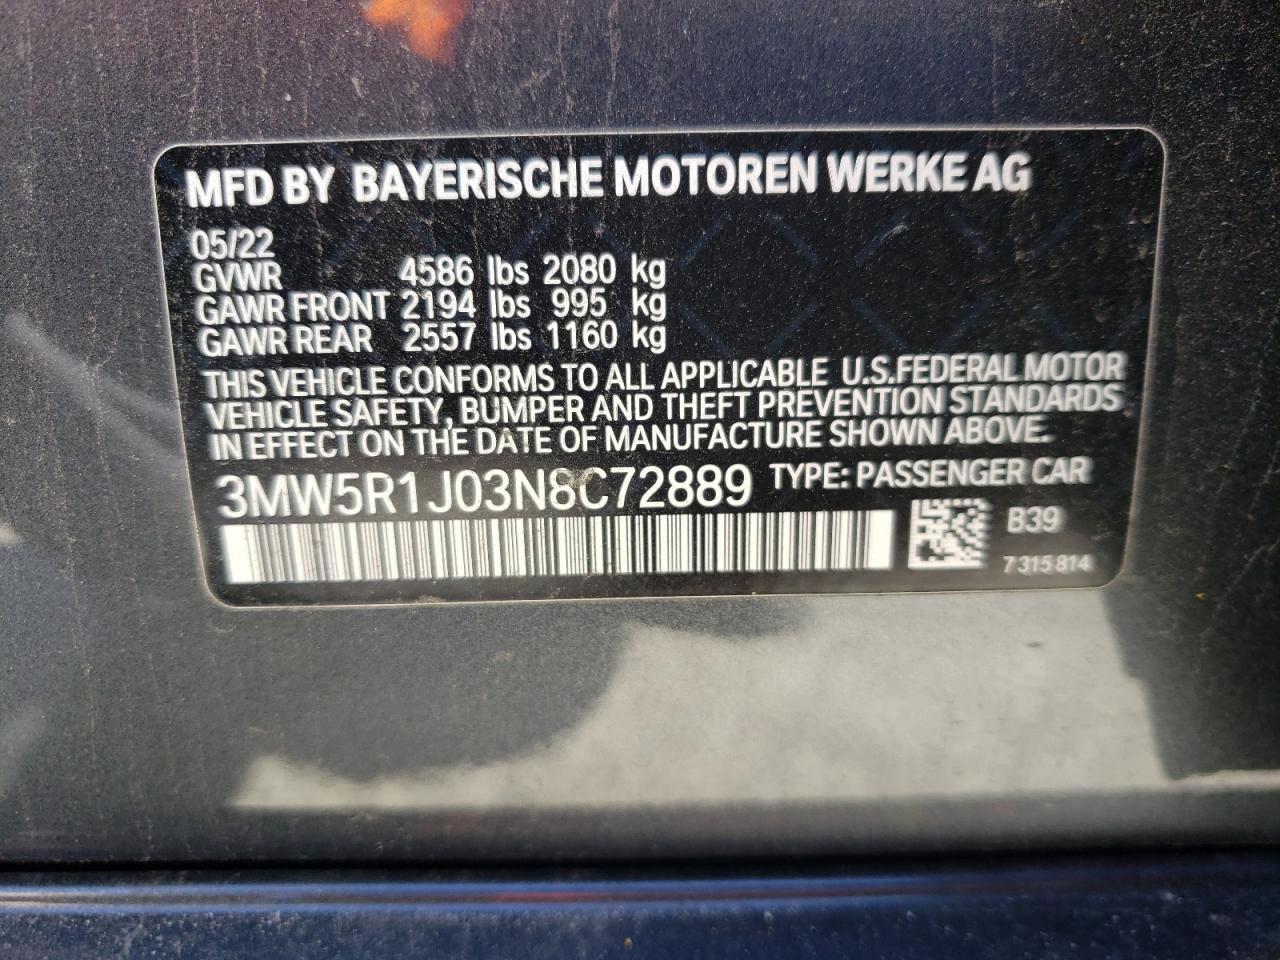 MFD BY BAYERISCHE MOTOREN WERKE AG
05/22
GVWR 4586 lbs 2080 kg
GAWR FRONT 2194 lbs 995 kg
GAWR REAR 2557 lbs 1160 kg
THIS VEHICLE CONFORMS TO ALL APPLICABLE U.S.FEDERAL MOTOR
VEHICLE SAFETY, BUMPER AND THEFT PREVENTION STANDARDS
IN EFFECT ON THE DATE OF MANUFACTURE SHOWN ABOVE.
3MW5R1J03N8C72889 TYPE: PASSENGER CAR
B39
7 315 814